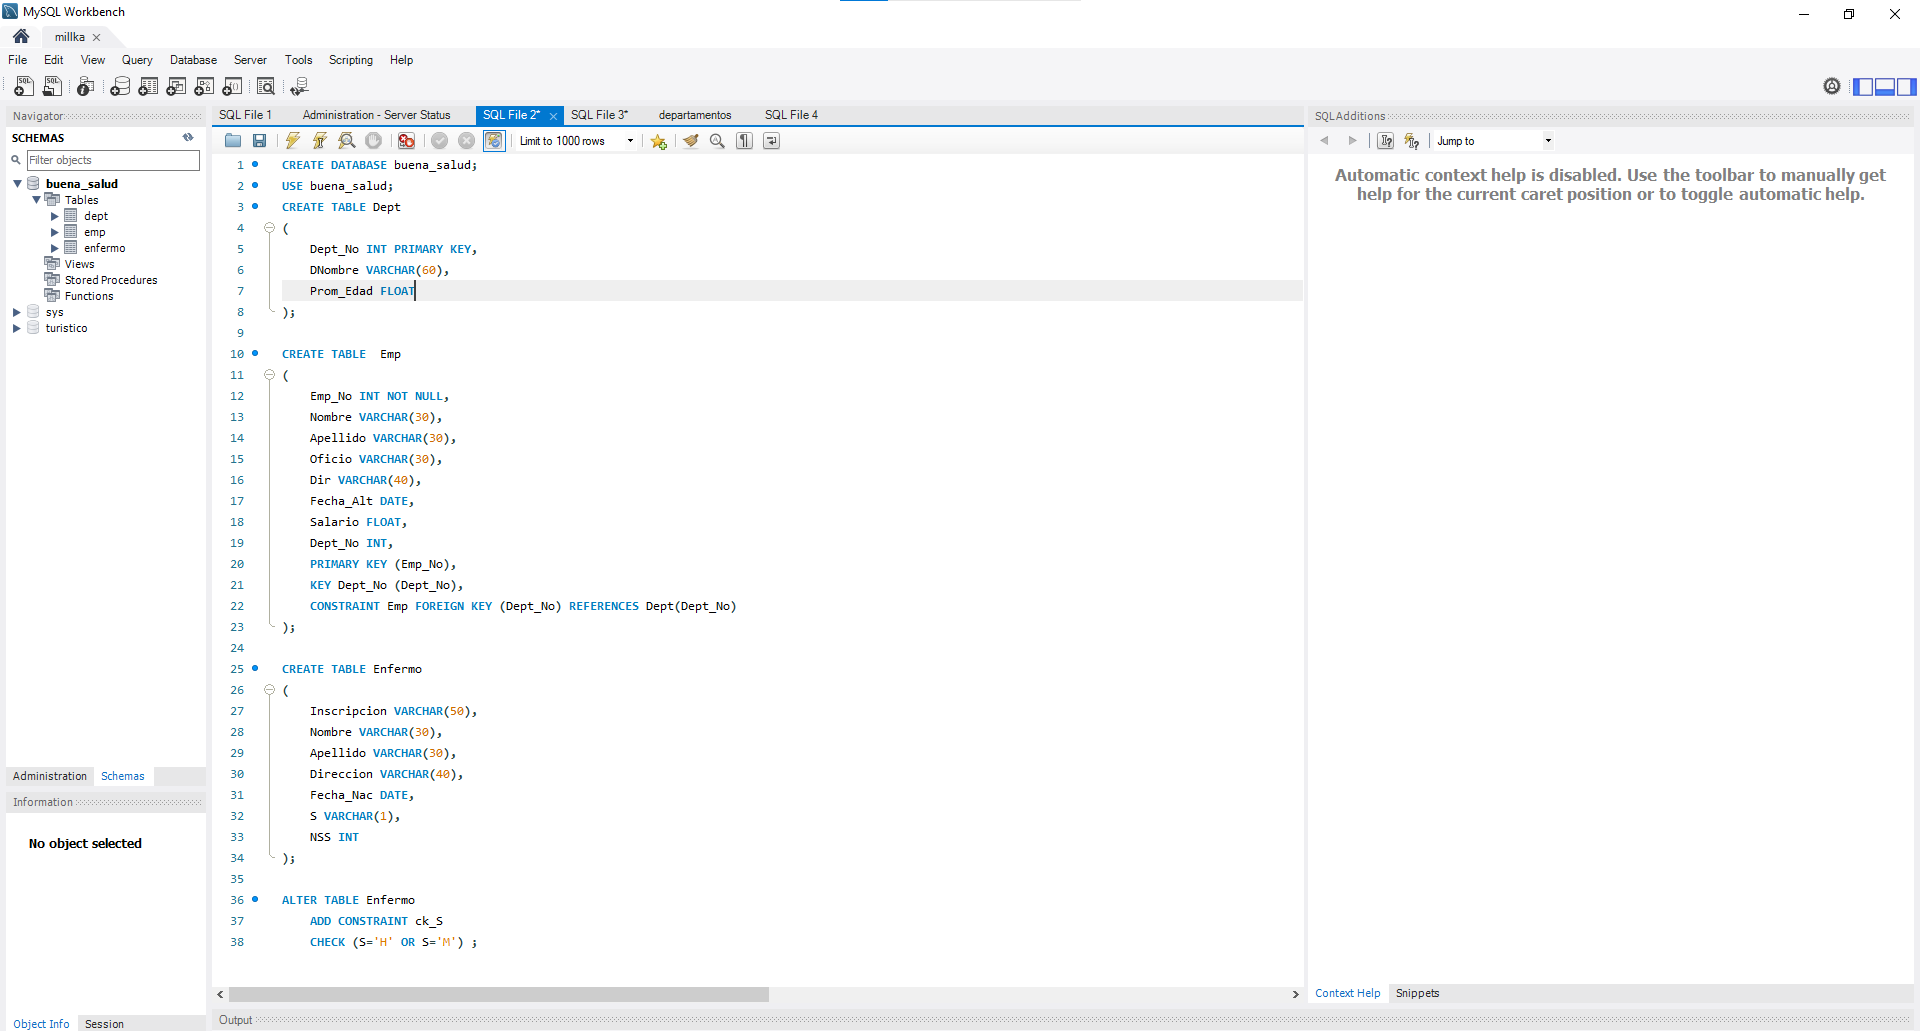 MySQL Workbench
millka
File Edit View Query Database Server Tools Scripting Help
Navigator
SCHEMAS
Filter objects
buena_salud
Tables
dept
emp
enfermo
Views
Stored Procedures
Functions
sys
turistico
Administration Schemas
Information
No object selected
Object Info Session
SQL File 1 Administration - Server Status SQL File 2* SQL File 3* departamentos SQL File 4
Limit to 1000 rows
1 CREATE DATABASE buena_salud;
2 USE buena_salud;
3 CREATE TABLE Dept
4 (
5 Dept_No INT PRIMARY KEY,
6 DNombre VARCHAR(60),
7 Prom_Edad FLOAT
8 );
9
10 CREATE TABLE  Emp
11 (
12 Emp_No INT NOT NULL,
13 Nombre VARCHAR(30),
14 Apellido VARCHAR(30),
15 Oficio VARCHAR(30),
16 Dir VARCHAR(40),
17 Fecha_Alt DATE,
18 Salario FLOAT,
19 Dept_No INT,
20 PRIMARY KEY (Emp_No),
21 KEY Dept_No (Dept_No),
22 CONSTRAINT Emp FOREIGN KEY (Dept_No) REFERENCES Dept(Dept_No)
23 );
24
25 CREATE TABLE Enfermo
26 (
27 Inscripcion VARCHAR(50),
28 Nombre VARCHAR(30),
29 Apellido VARCHAR(30),
30 Direccion VARCHAR(40),
31 Fecha_Nac DATE,
32 S VARCHAR(1),
33 NSS INT
34 );
35
36 ALTER TABLE Enfermo
37 ADD CONSTRAINT ck_S
38 CHECK (S='H' OR S='M') ;
Output
SQLAdditions
Jump to
Automatic context help is disabled. Use the toolbar to manually get
help for the current caret position or to toggle automatic help.
Context Help Snippets